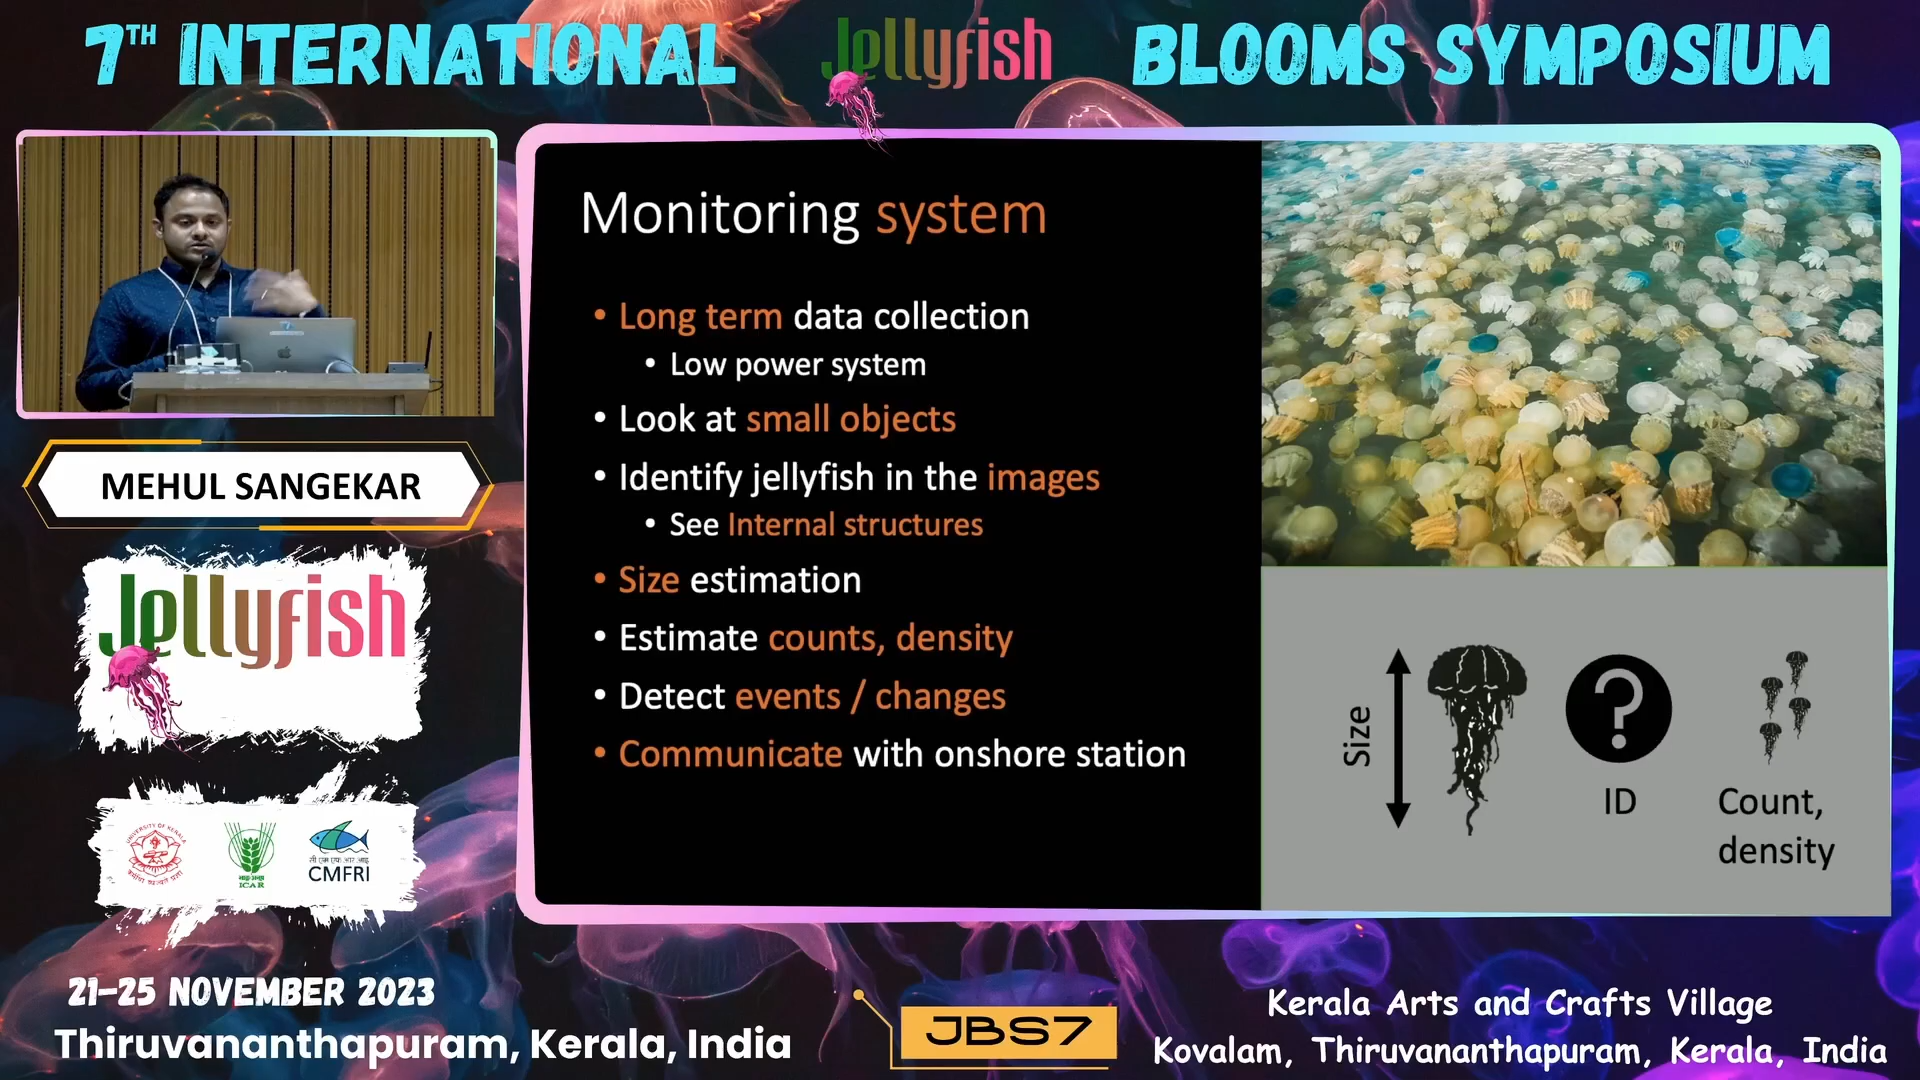 7TH INTERNATIONAL Jellyfish BLOOMS SYMPOSIUM
Monitoring system
• Long term data collection
• Low power system
• Look at small objects
• Identify jellyfish in the images
• See Internal structures
• Size estimation
• Estimate counts, density
• Detect events / changes
• Communicate with onshore station
Size
ID
Count,
density
MEHUL SANGEKAR
Jellyfish
UNIVERSITY OF KERALA
ICAR
CMFRI
21-25 NOVEMBER 2023
Thiruvananthapuram, Kerala, India
JBS7
Kerala Arts and Crafts Village
Kovalam, Thiruvananthapuram, Kerala, India